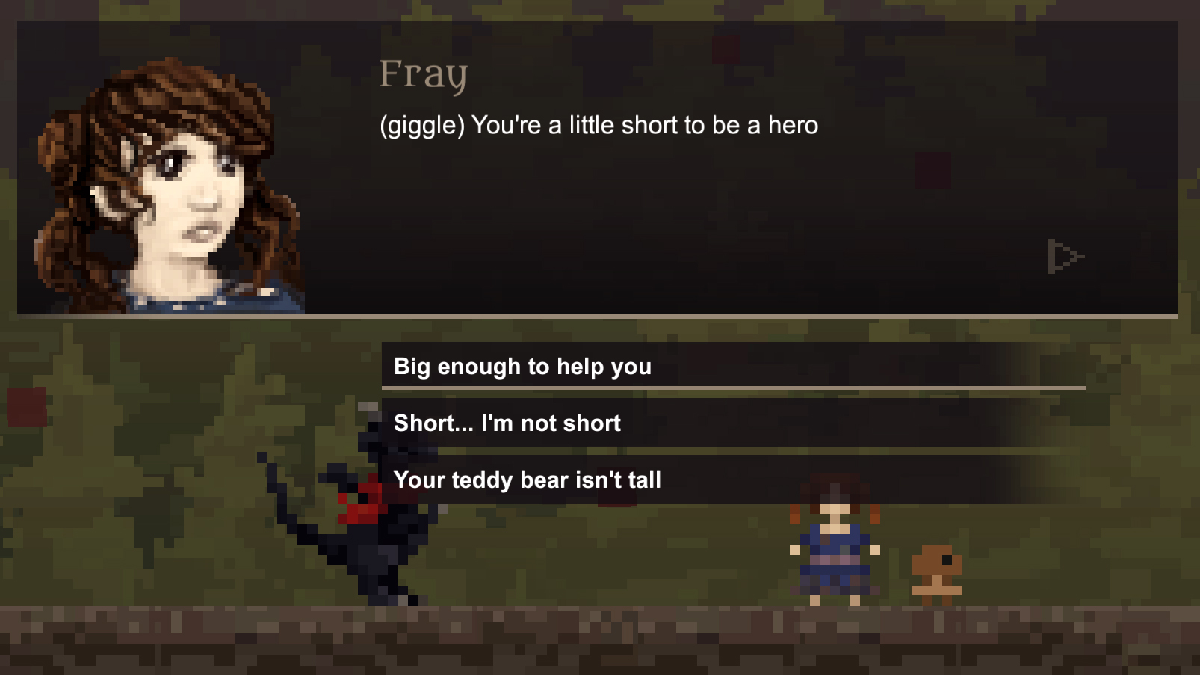 Fray
(giggle) You're a little short to be a hero
Big enough to help you
Short... I'm not short
Your teddy bear isn't tall